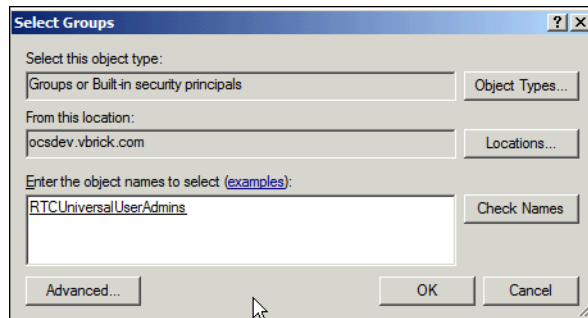 Select Groups
? X
Select this object type:
Groups or Built-in security principals
Object Types...
From this location:
ocsdev.vbrick.com
Locations...
Enter the object names to select (examples):
RTCUniversalUserAdmins
Check Names
Advanced...
OK
Cancel